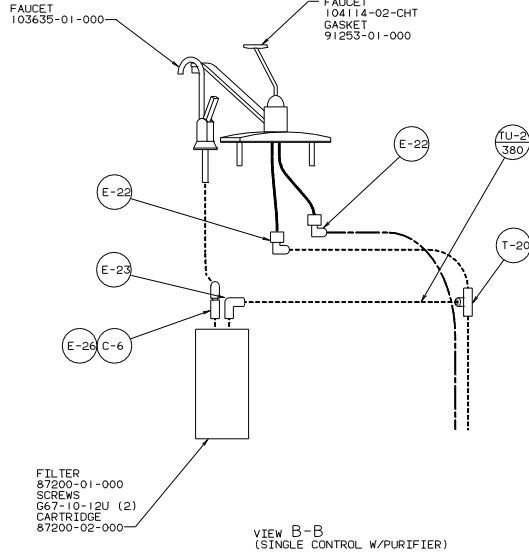 FAUCET
103635-01-000
FAUCET
104114-02-CHT
GASKET
91253-01-000
E-22
TU-2
380
E-22
T-20
E-23
E-26
C-6
FILTER
87200-01-000
SCREWS
G67-10-12U (2)
CARTRIDGE
87200-02-000
VIEW B-B
(SINGLE CONTROL W/PURIFIER)